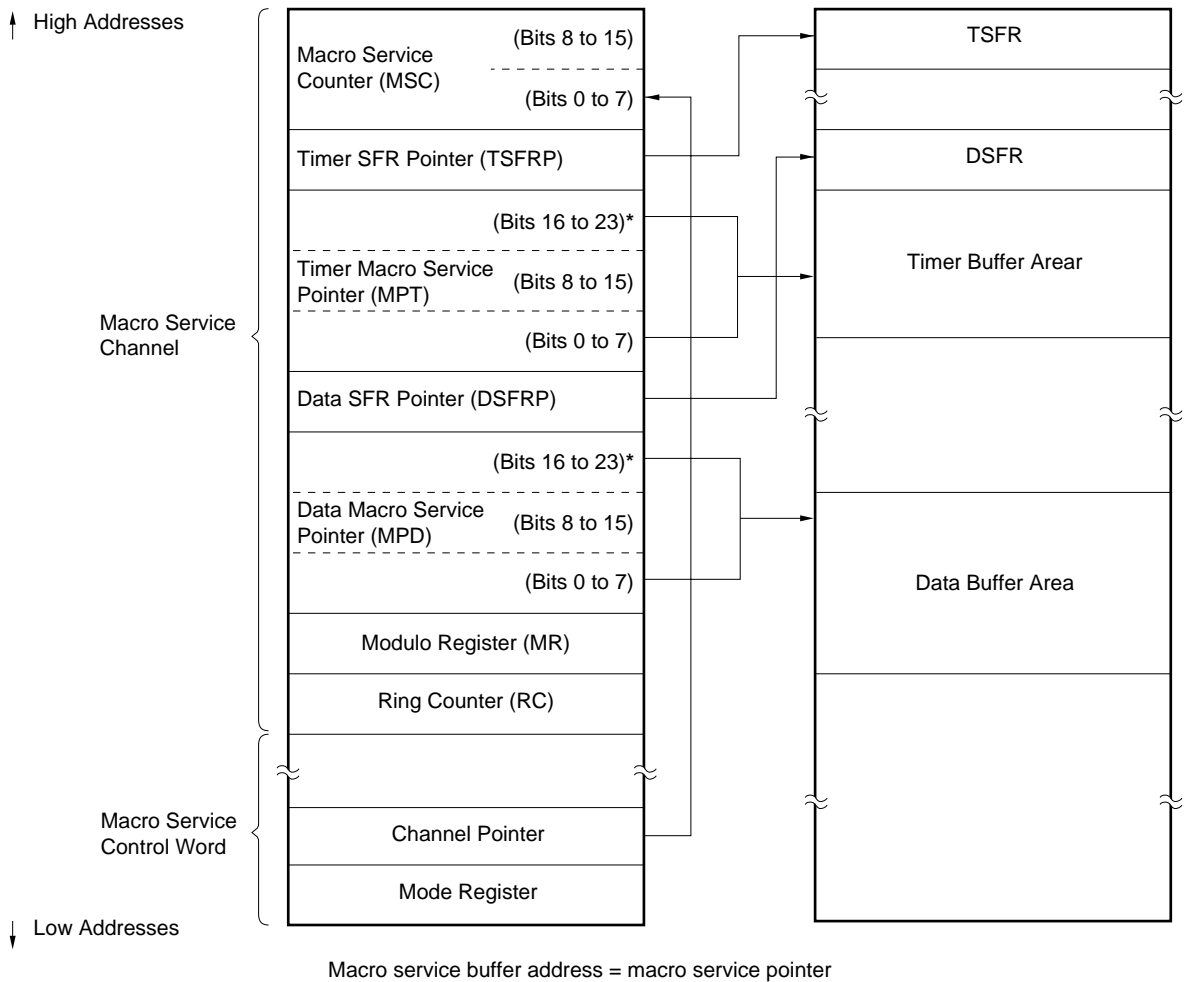 High Addresses
Macro Service
Counter (MSC)
(Bits 8 to 15)
(Bits 0 to 7)
Timer SFR Pointer (TSFRP)
(Bits 16 to 23)*
Timer Macro Service
Pointer (MPT)
(Bits 8 to 15)
(Bits 0 to 7)
Macro Service
Channel
Data SFR Pointer (DSFRP)
(Bits 16 to 23)*
Data Macro Service
Pointer (MPD)
(Bits 8 to 15)
(Bits 0 to 7)
Modulo Register (MR)
Ring Counter (RC)
Macro Service
Control Word
Channel Pointer
Mode Register
Low Addresses
TSFR
DSFR
Timer Buffer Arear
Data Buffer Area
Macro service buffer address = macro service pointer